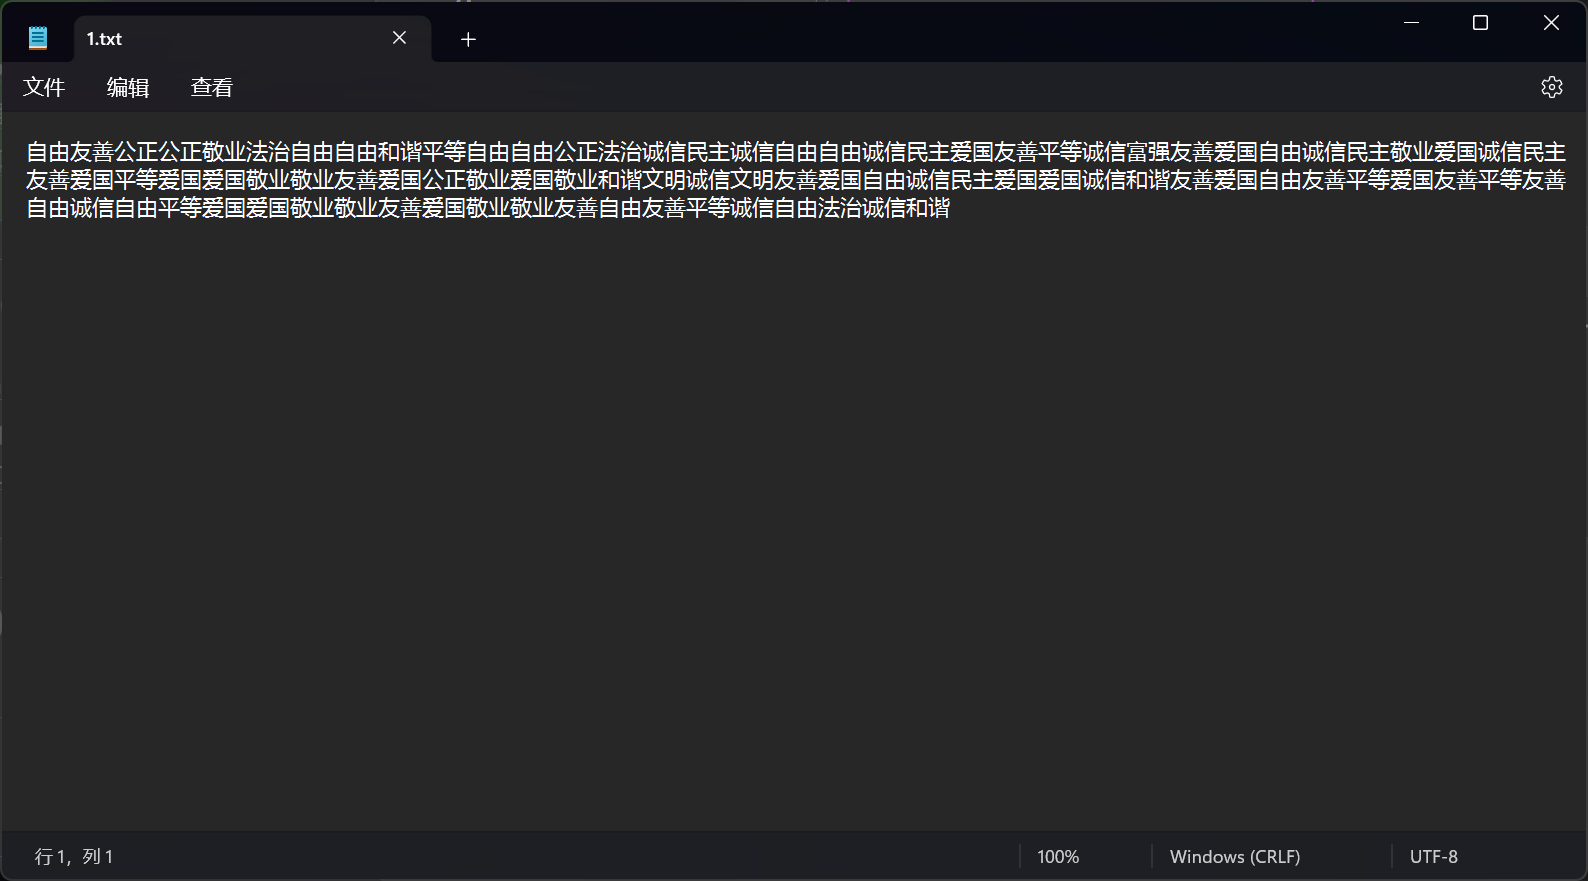 1.txt
文件 编辑 查看
自由友善公正公正敬业法治自由自由和谐平等自由自由公正法治诚信民主诚信自由自由诚信民主爱国友善平等诚信富强友善爱国自由诚信民主敬业爱国诚信民主
友善爱国平等爱国爱国敬业敬业友善爱国公正敬业爱国敬业和谐文明诚信文明友善爱国自由诚信民主爱国爱国诚信和谐友善爱国自由友善平等爱国友善平等友善
自由诚信自由平等爱国爱国敬业敬业友善爱国敬业敬业友善自由友善平等诚信自由法治诚信和谐
行 1，列 1 100% Windows (CRLF) UTF-8